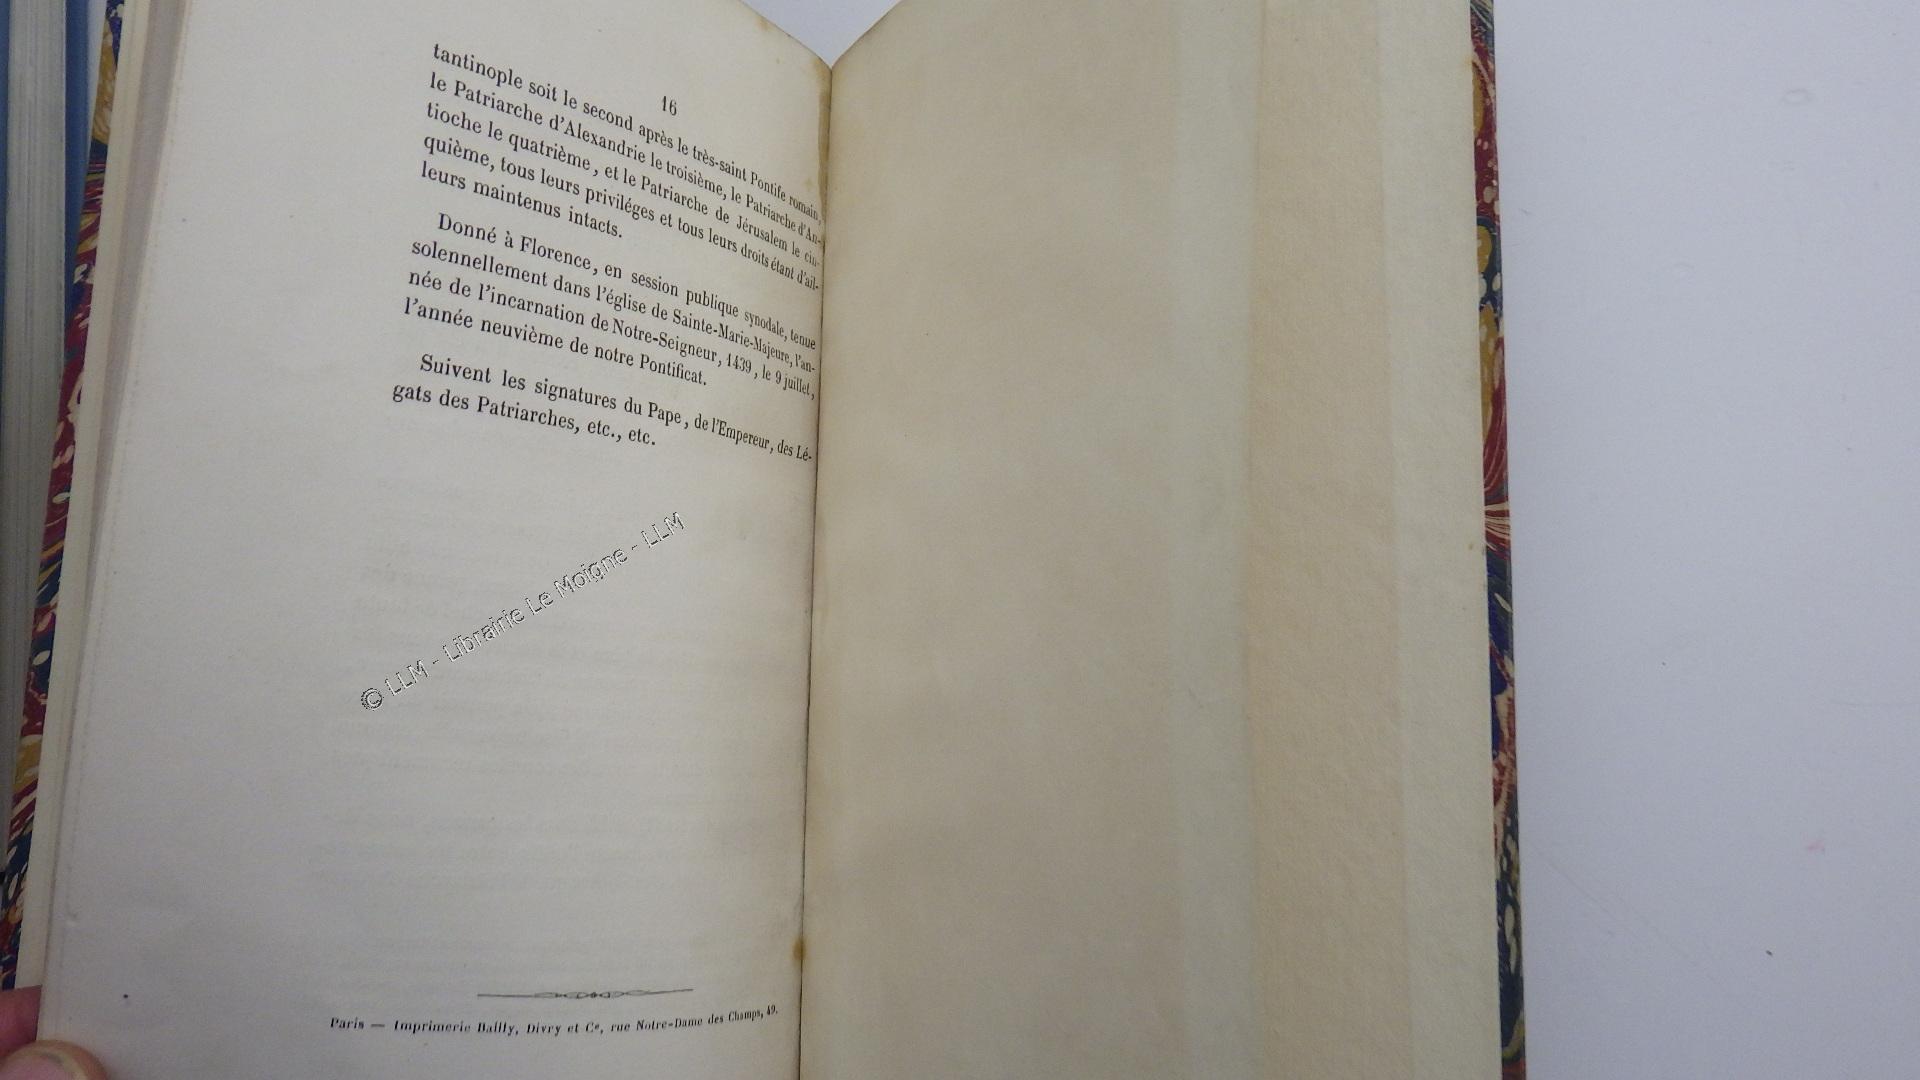 16
tantinople soit le second après le très-saint Pontife romain,
le Patriarche d'Alexandrie le troisième, le Patriarche d'An-
tioche le quatrième, et le Patriarche de Jérusalem le cin-
quième, tous leurs priviléges et tous leurs droits étant d'ail-
leurs maintenus intacts.
Donné à Florence, en session publique synodale, tenue
solennellement dans l'église de Sainte-Marie-Majeure, l'an-
née de l'incarnation de Notre-Seigneur, 1439, le 9 juillet,
l'année neuvième de notre Pontificat.
Suivent les signatures du Pape, de l'Empereur, des Lé-
gats des Patriarches, etc., etc.
© LLM - Librairie Le Moigne - LLM
Paris — Imprimerie Bailly, Divry et Cᵉ, rue Notre-Dame des Champs, 49.